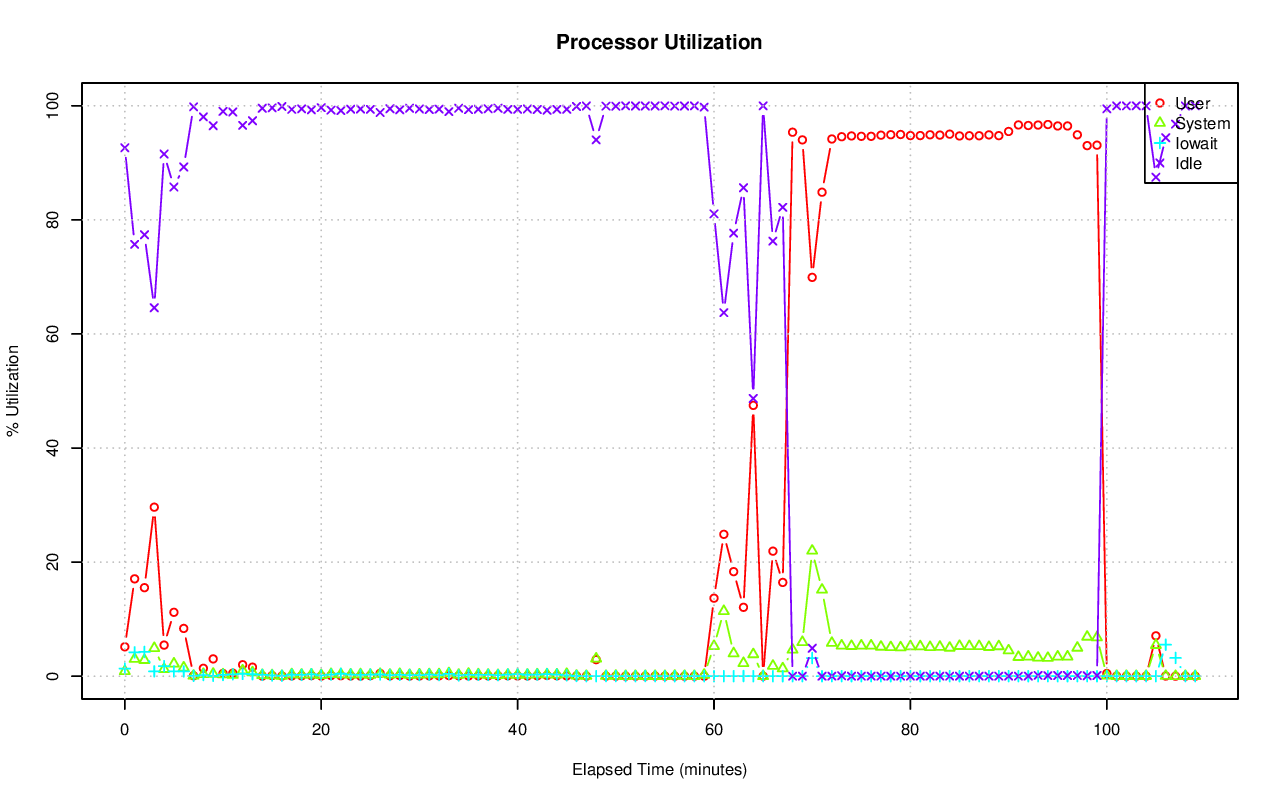 Processor Utilization
% Utilization
100
80
60
40
20
0
User
System
Iowait
Idle
0 20 40 60 80 100
Elapsed Time (minutes)